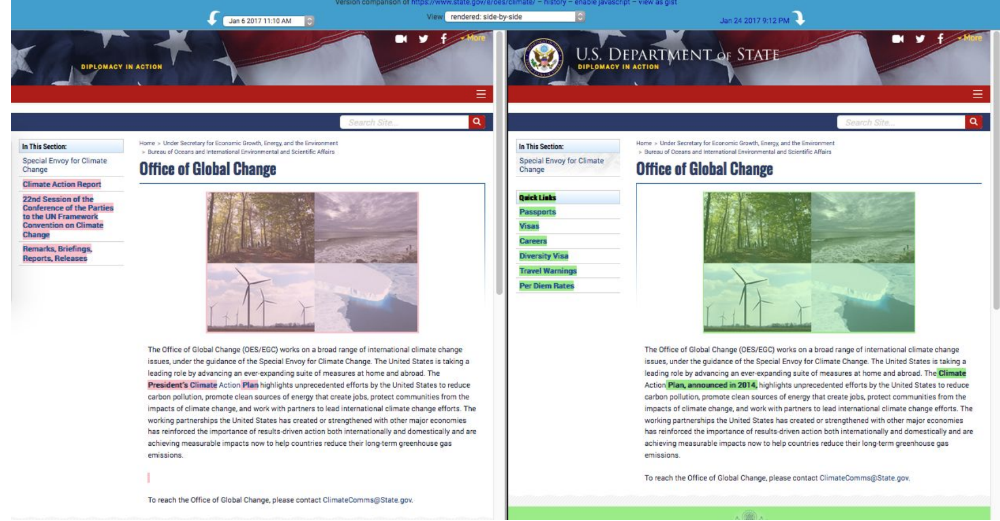 Version comparison of https://www.state.gov/e/oes/climate/ – history – enable javascript – view as gist
Jan 6 2017 11:10 AM
View rendered: side-by-side
Jan 24 2017 9:12 PM
More
DIPLOMACY IN ACTION
Search Site...
In This Section:
Special Envoy for Climate
Change
Climate Action Report
22nd Session of the
Conference of the Parties
to the UN Framework
Convention on Climate
Change
Remarks, Briefings,
Reports, Releases
Home > Under Secretary for Economic Growth, Energy, and the Environment
> Bureau of Oceans and International Environmental and Scientific Affairs
Office of Global Change
The Office of Global Change (OES/EGC) works on a broad range of international climate change
issues, under the guidance of the Special Envoy for Climate Change. The United States is taking a
leading role by advancing an ever-expanding suite of measures at home and abroad. The
President's Climate Action Plan highlights unprecedented efforts by the United States to reduce
carbon pollution, promote clean sources of energy that create jobs, protect communities from the
impacts of climate change, and work with partners to lead international climate change efforts. The
working partnerships the United States has created or strengthened with other major economies
has reinforced the importance of results-driven action both internationally and domestically and are
achieving measurable impacts now to help countries reduce their long-term greenhouse gas
emissions.
To reach the Office of Global Change, please contact ClimateComms@State.gov.
More
U.S. DEPARTMENT OF STATE
DIPLOMACY IN ACTION
Search Site...
In This Section:
Special Envoy for Climate
Change
Quick Links
Passports
Visas
Careers
Diversity Visa
Travel Warnings
Per Diem Rates
Home > Under Secretary for Economic Growth, Energy, and the Environment
> Bureau of Oceans and International Environmental and Scientific Affairs
Office of Global Change
The Office of Global Change (OES/EGC) works on a broad range of international climate change
issues, under the guidance of the Special Envoy for Climate Change. The United States is taking a
leading role by advancing an ever-expanding suite of measures at home and abroad. The Climate
Action Plan, announced in 2014, highlights unprecedented efforts by the United States to reduce
carbon pollution, promote clean sources of energy that create jobs, protect communities from the
impacts of climate change, and work with partners to lead international climate change efforts. The
working partnerships the United States has created or strengthened with other major economies
has reinforced the importance of results-driven action both internationally and domestically and are
achieving measurable impacts now to help countries reduce their long-term greenhouse gas
emissions.
To reach the Office of Global Change, please contact ClimateComms@State.gov.